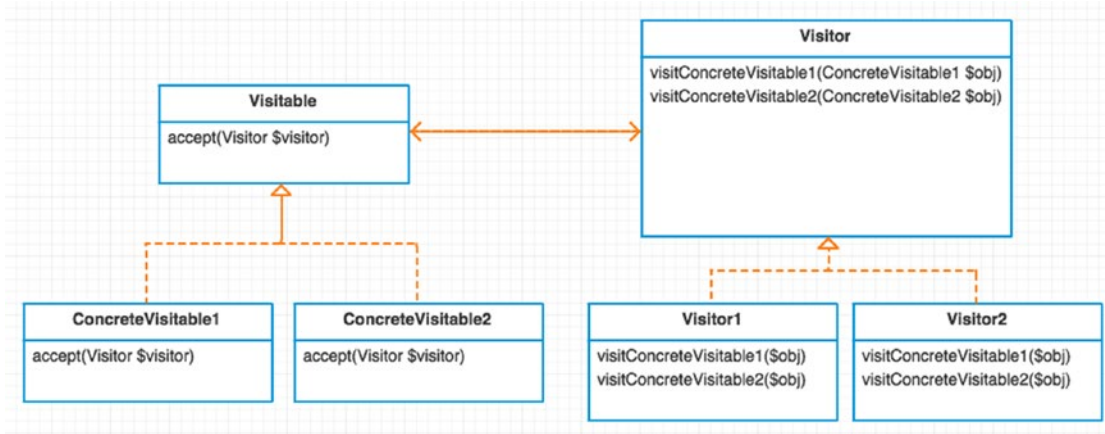 Visitor
visitConcreteVisitable1(ConcreteVisitable1 $obj)
visitConcreteVisitable2(ConcreteVisitable2 $obj)
Visitable
accept(Visitor $visitor)
ConcreteVisitable1
accept(Visitor $visitor)
ConcreteVisitable2
accept(Visitor $visitor)
Visitor1
visitConcreteVisitable1($obj)
visitConcreteVisitable2($obj)
Visitor2
visitConcreteVisitable1($obj)
visitConcreteVisitable2($obj)